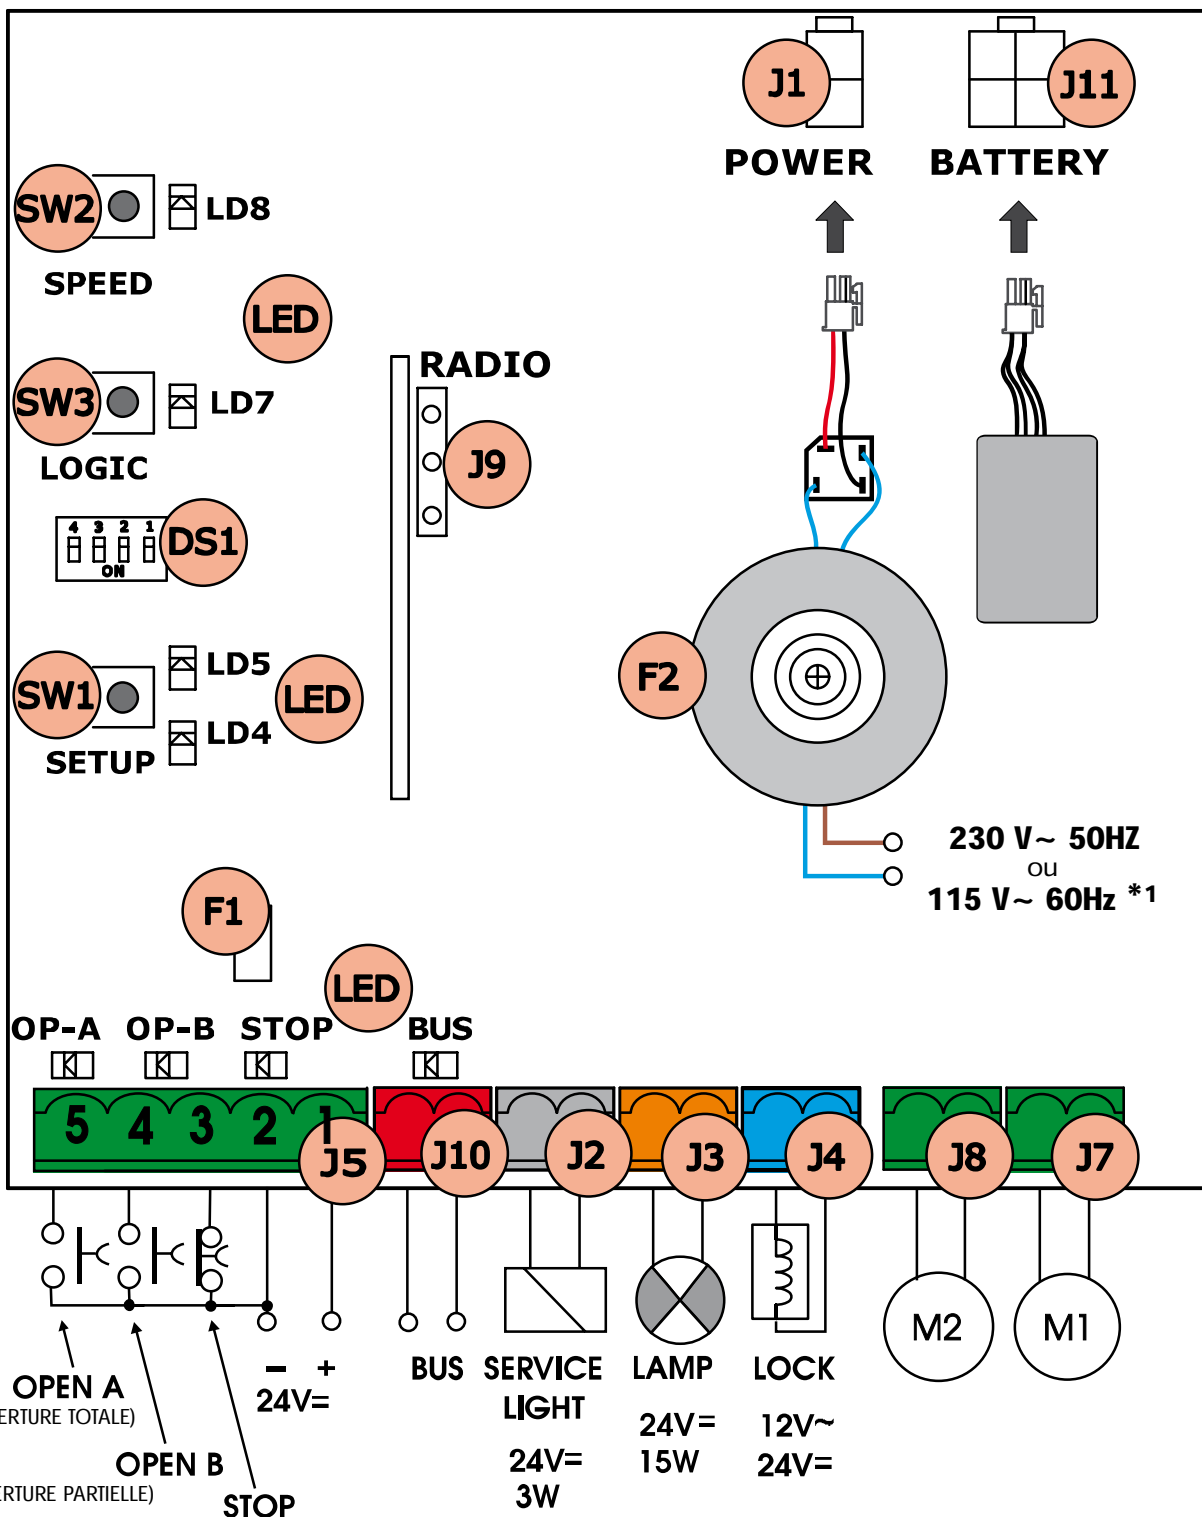 J1
J11
POWER
BATTERY
SW2
LD8
SPEED
LED
RADIO
SW3
LD7
LOGIC
J9
4 3 2 1
ON
DS1
SW1
LD5
LED
LD4
SETUP
F2
230 V~ 50HZ
ou
115 V~ 60Hz *1
F1
LED
OP-A OP-B STOP BUS
5 4 3 2 1
J5
J10
J2
J3
J4
J8
J7
M2
M1
- +
24V=
BUS
SERVICE
LIGHT
24V=
3W
LAMP
24V=
15W
LOCK
12V~
24V=
OPEN A
ERTURE TOTALE)
OPEN B
ERTURE PARTIELLE)
STOP